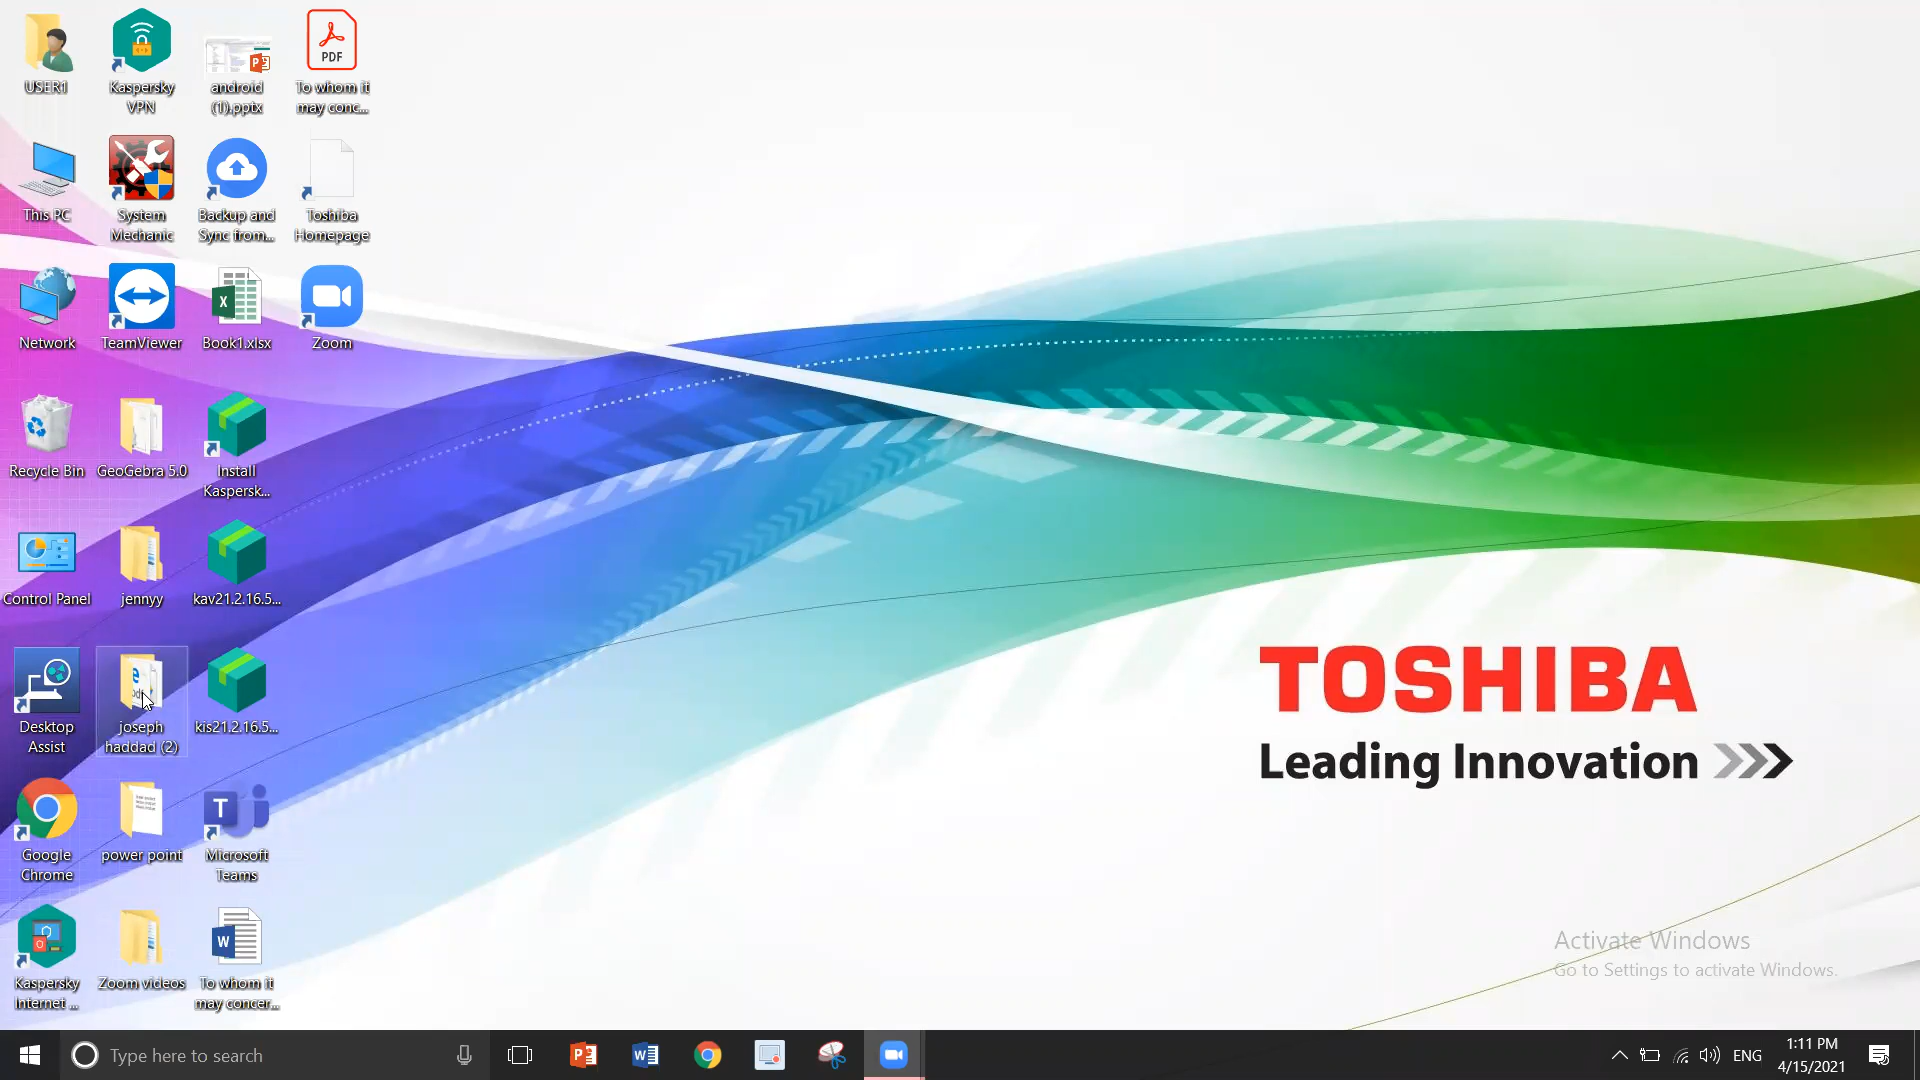 USER1
Kaspersky
VPN
android
(1).pptx
To whom it
may conc...
PDF
This PC
System
Mechanic
Backup and
Sync from...
Toshiba
Homepage
Network
TeamViewer
Book1.xlsx
Zoom
Recycle Bin
GeoGebra 5.0
Install
Kaspersk...
Control Panel
jennyy
kav21.2.16.5...
Desktop
Assist
joseph
haddad (2)
kis21.2.16.5...
Google
Chrome
power point
Microsoft
Teams
Kaspersky
Internet ...
Zoom videos
To whom it
may concer...
TOSHIBA
Leading Innovation
Activate Windows
Go to Settings to activate Windows.
Type here to search
ENG
1:11 PM
4/15/2021